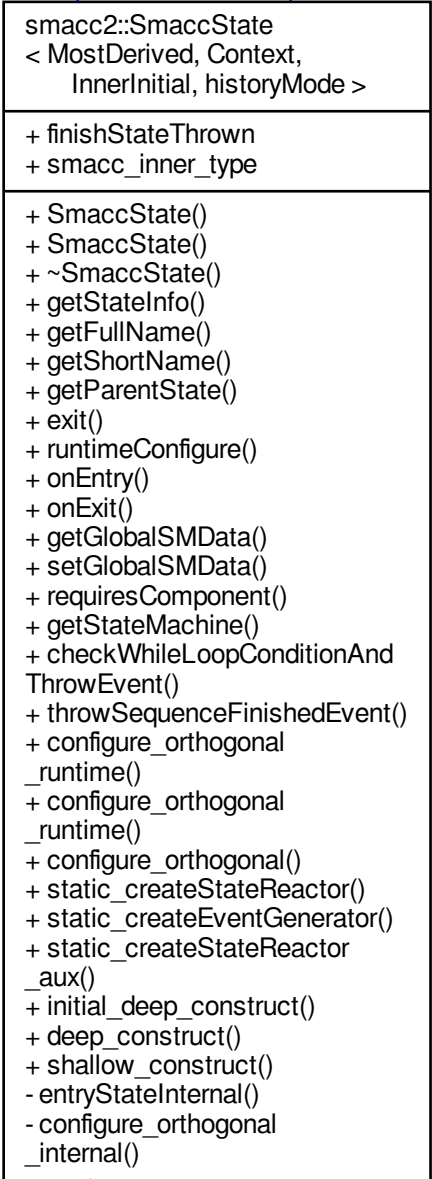 smacc2::SmaccState
< MostDerived, Context,
InnerInitial, historyMode >
+ finishStateThrown
+ smacc_inner_type
+ SmaccState()
+ SmaccState()
+ ~SmaccState()
+ getStateInfo()
+ getFullName()
+ getShortName()
+ getParentState()
+ exit()
+ runtimeConfigure()
+ onEntry()
+ onExit()
+ getGlobalSMData()
+ setGlobalSMData()
+ requiresComponent()
+ getStateMachine()
+ checkWhileLoopConditionAnd
ThrowEvent()
+ throwSequenceFinishedEvent()
+ configure_orthogonal
_runtime()
+ configure_orthogonal
_runtime()
+ configure_orthogonal()
+ static_createStateReactor()
+ static_createEventGenerator()
+ static_createStateReactor
_aux()
+ initial_deep_construct()
+ deep_construct()
+ shallow_construct()
- entryStateInternal()
- configure_orthogonal
_internal()